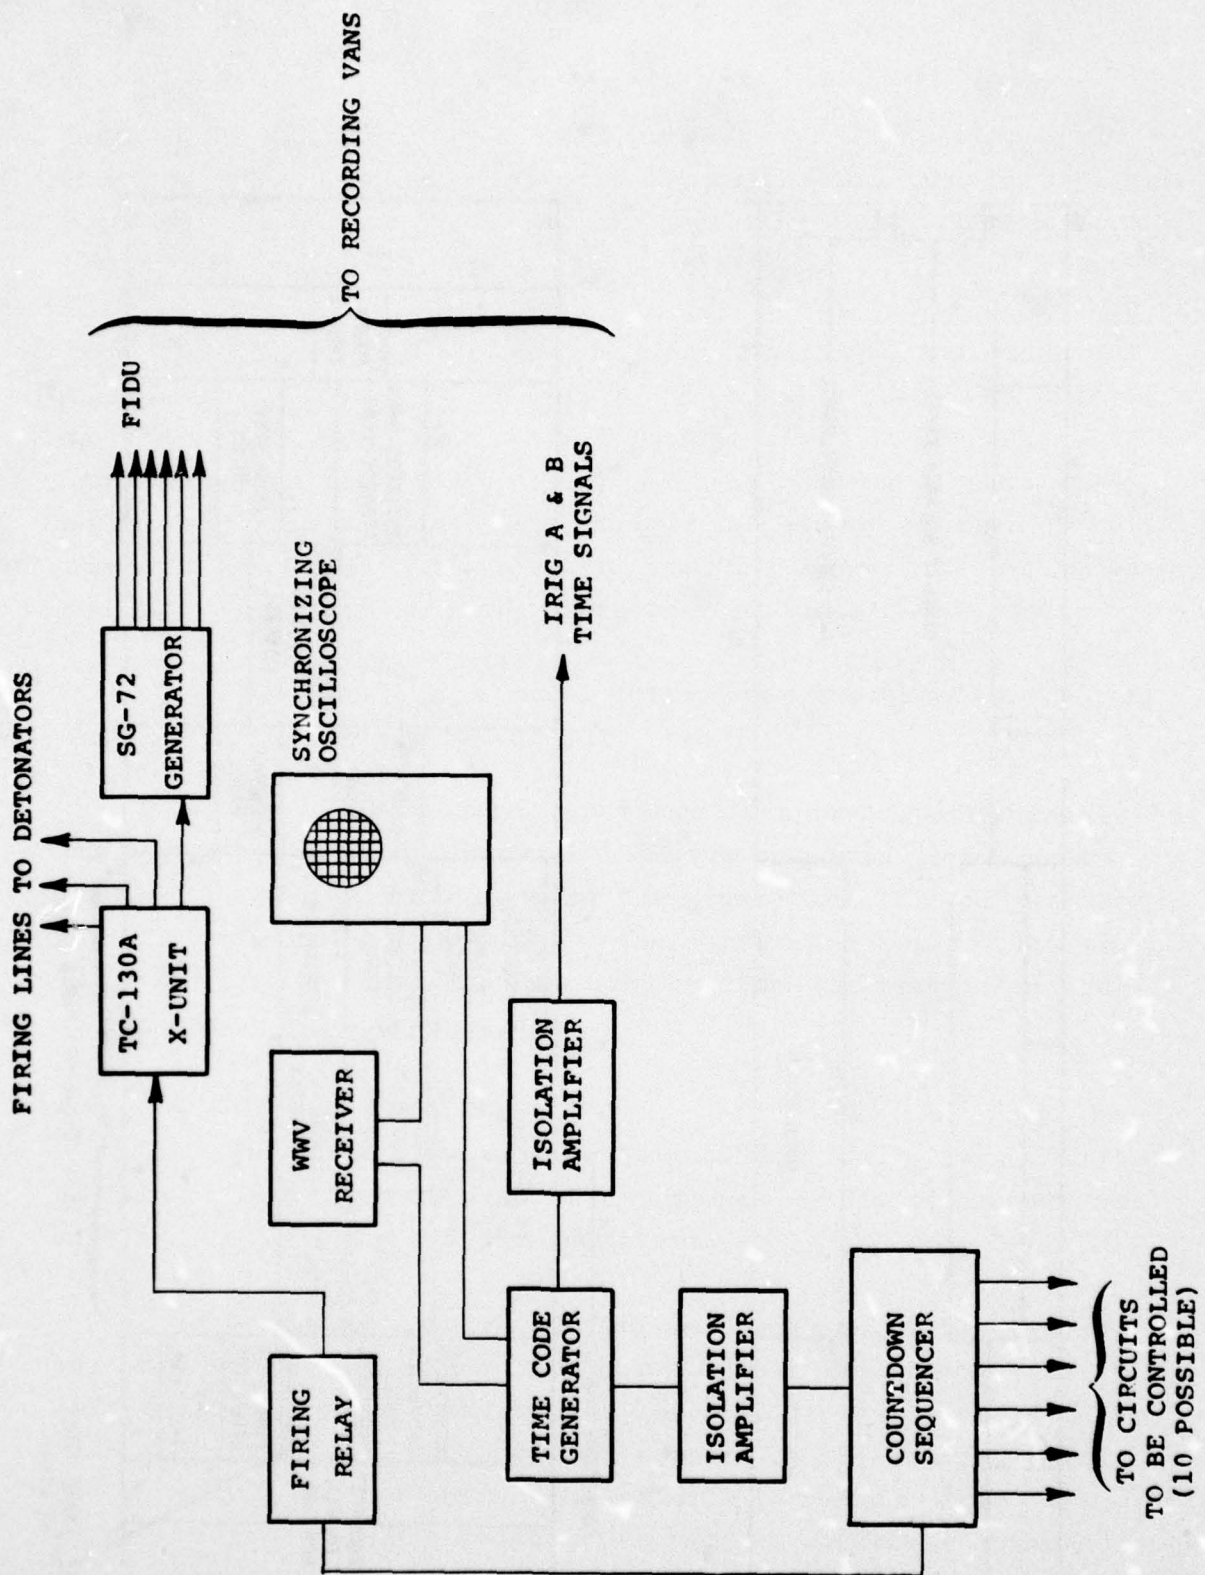 FIRING LINES TO DETONATORS
TC-130A
X-UNIT
SG-72
GENERATOR
FIDU
TO RECORDING VANS
FIRING
RELAY
WWV
RECEIVER
SYNCHRONIZING
OSCILLOSCOPE
TIME CODE
GENERATOR
ISOLATION
AMPLIFIER
IRIG A & B
TIME SIGNALS
ISOLATION
AMPLIFIER
COUNTDOWN
SEQUENCER
TO CIRCUITS
TO BE CONTROLLED
(10 POSSIBLE)